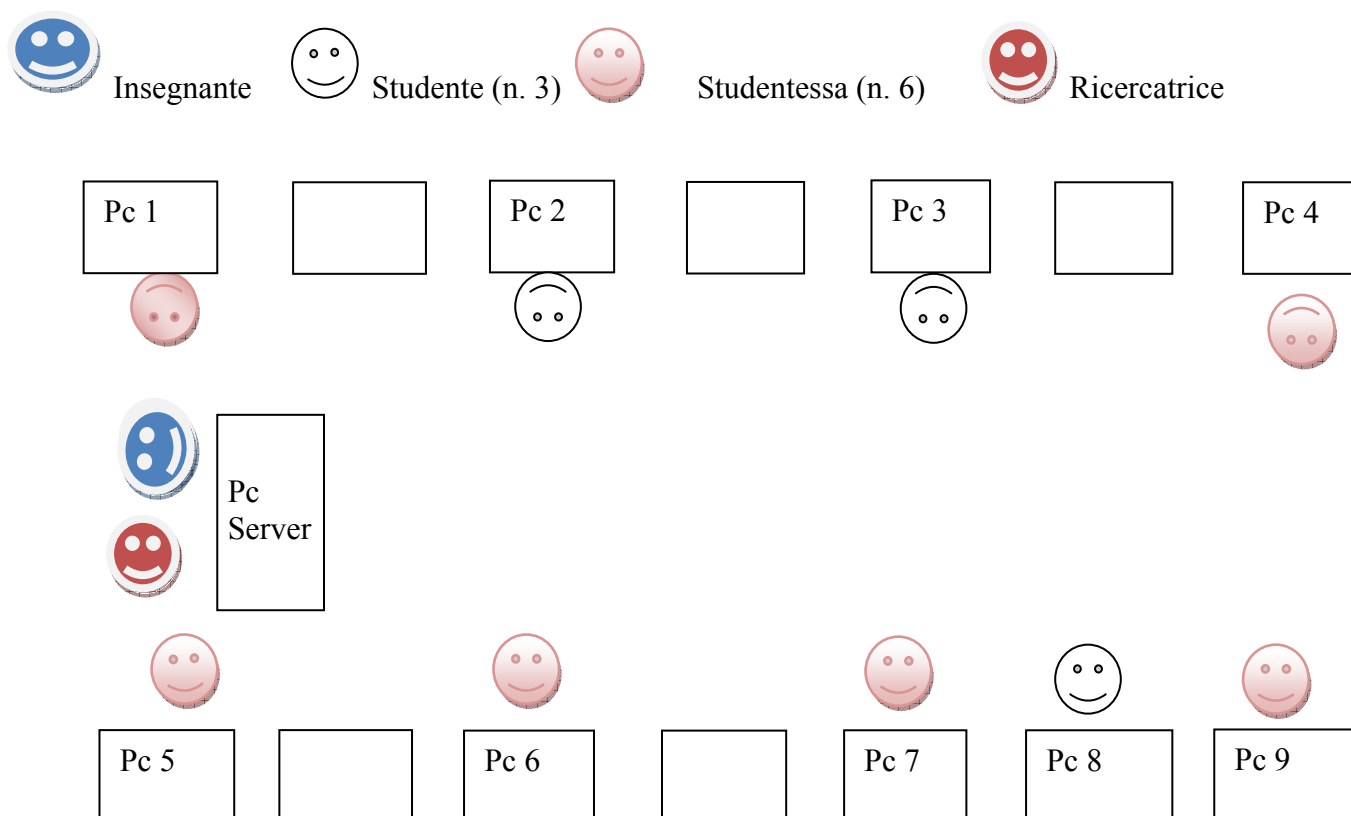 Insegnante Studente (n. 3) Studentessa (n. 6) Ricercatrice
Pc 1 Pc 2 Pc 3 Pc 4
Pc
Server
Pc 5 Pc 6 Pc 7 Pc 8 Pc 9